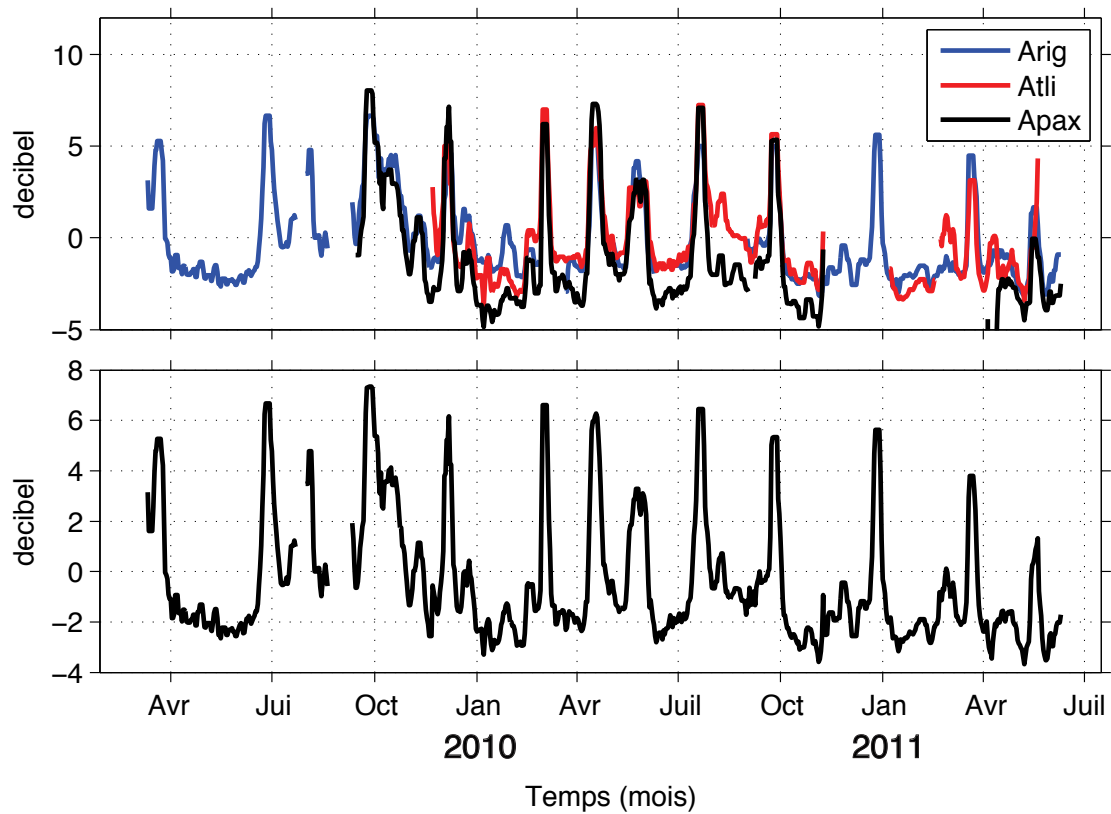 10
5
0
−5
decibel
Arig
Atli
Apax
8
6
4
2
0
−2
−4
decibel
Avr Jui Oct Jan Avr Juil Oct Jan Avr Juil
2010 2011
Temps (mois)